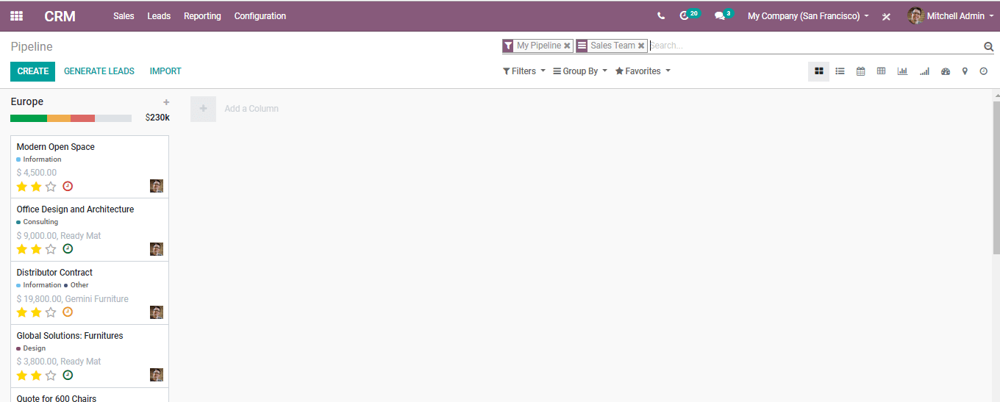 CRM Sales Leads Reporting Configuration 20 3 My Company (San Francisco) Mitchell Admin
Pipeline
My Pipeline Sales Team Search...
CREATE GENERATE LEADS IMPORT
Filters Group By Favorites
Europe
$230k
Add a Column
Modern Open Space
Information
$ 4,500.00
Office Design and Architecture
Consulting
$ 9,000.00, Ready Mat
Distributor Contract
Information Other
$ 19,800.00, Gemini Furniture
Global Solutions: Furnitures
Design
$ 3,800.00, Ready Mat
Quote for 600 Chairs